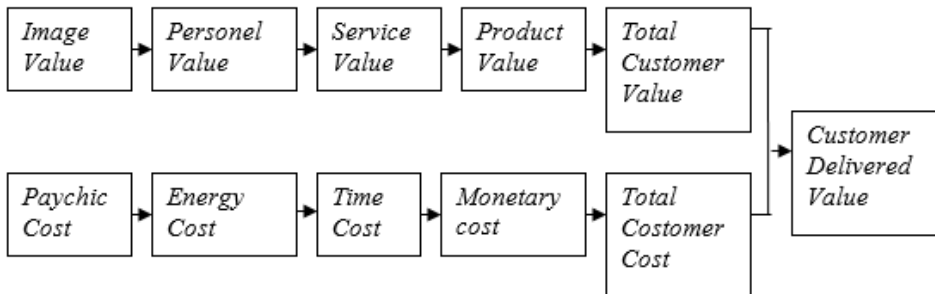 Image
Value
Personel
Value
Service
Value
Product
Value
Total
Customer
Value
Customer
Delivered
Value
Paychic
Cost
Energy
Cost
Time
Cost
Monetary
cost
Total
Costomer
Cost